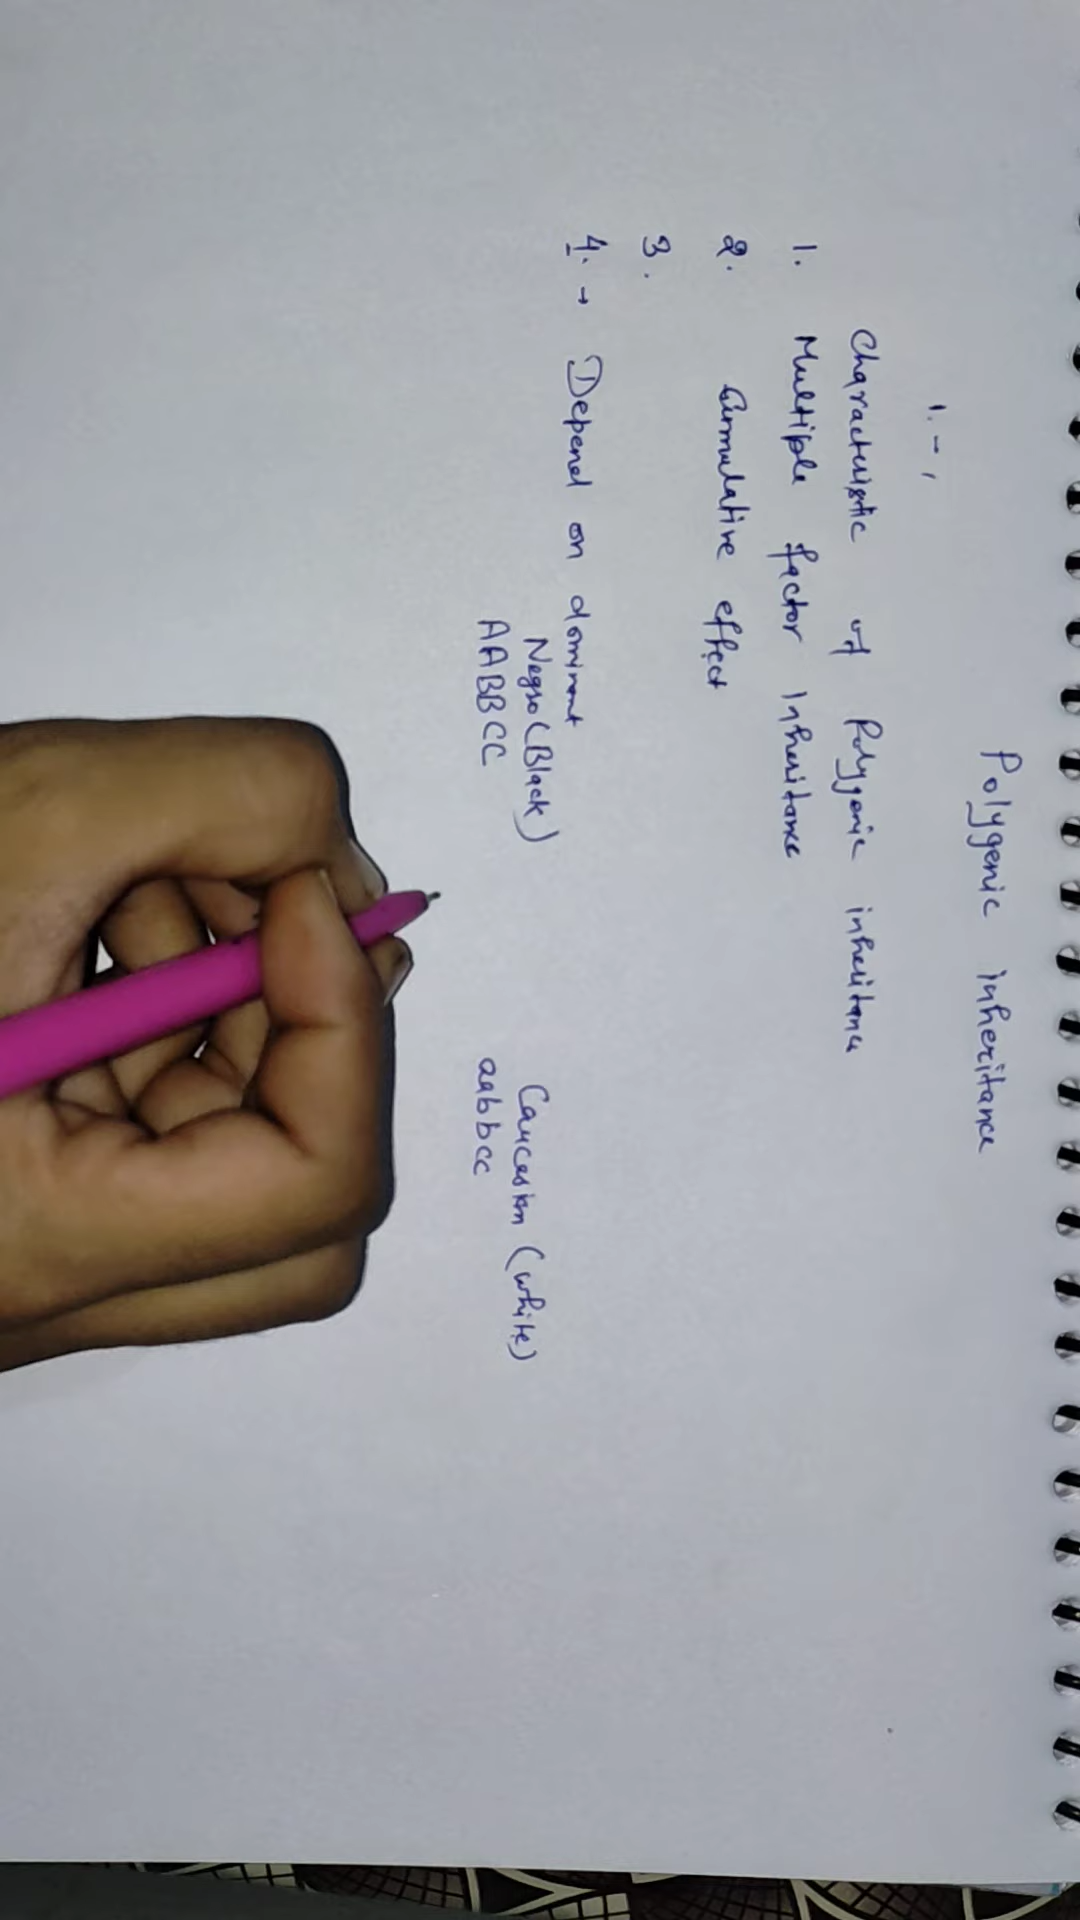 Polygenic inheritance
1. - ,
Characteristic of Polygenic inheritance
1. Multiple factor Inheritance
2. Cumulative effect
3.
4. → Depend on dominant
Negro (Black) Caucasian (white)
AABBCC aabbcc